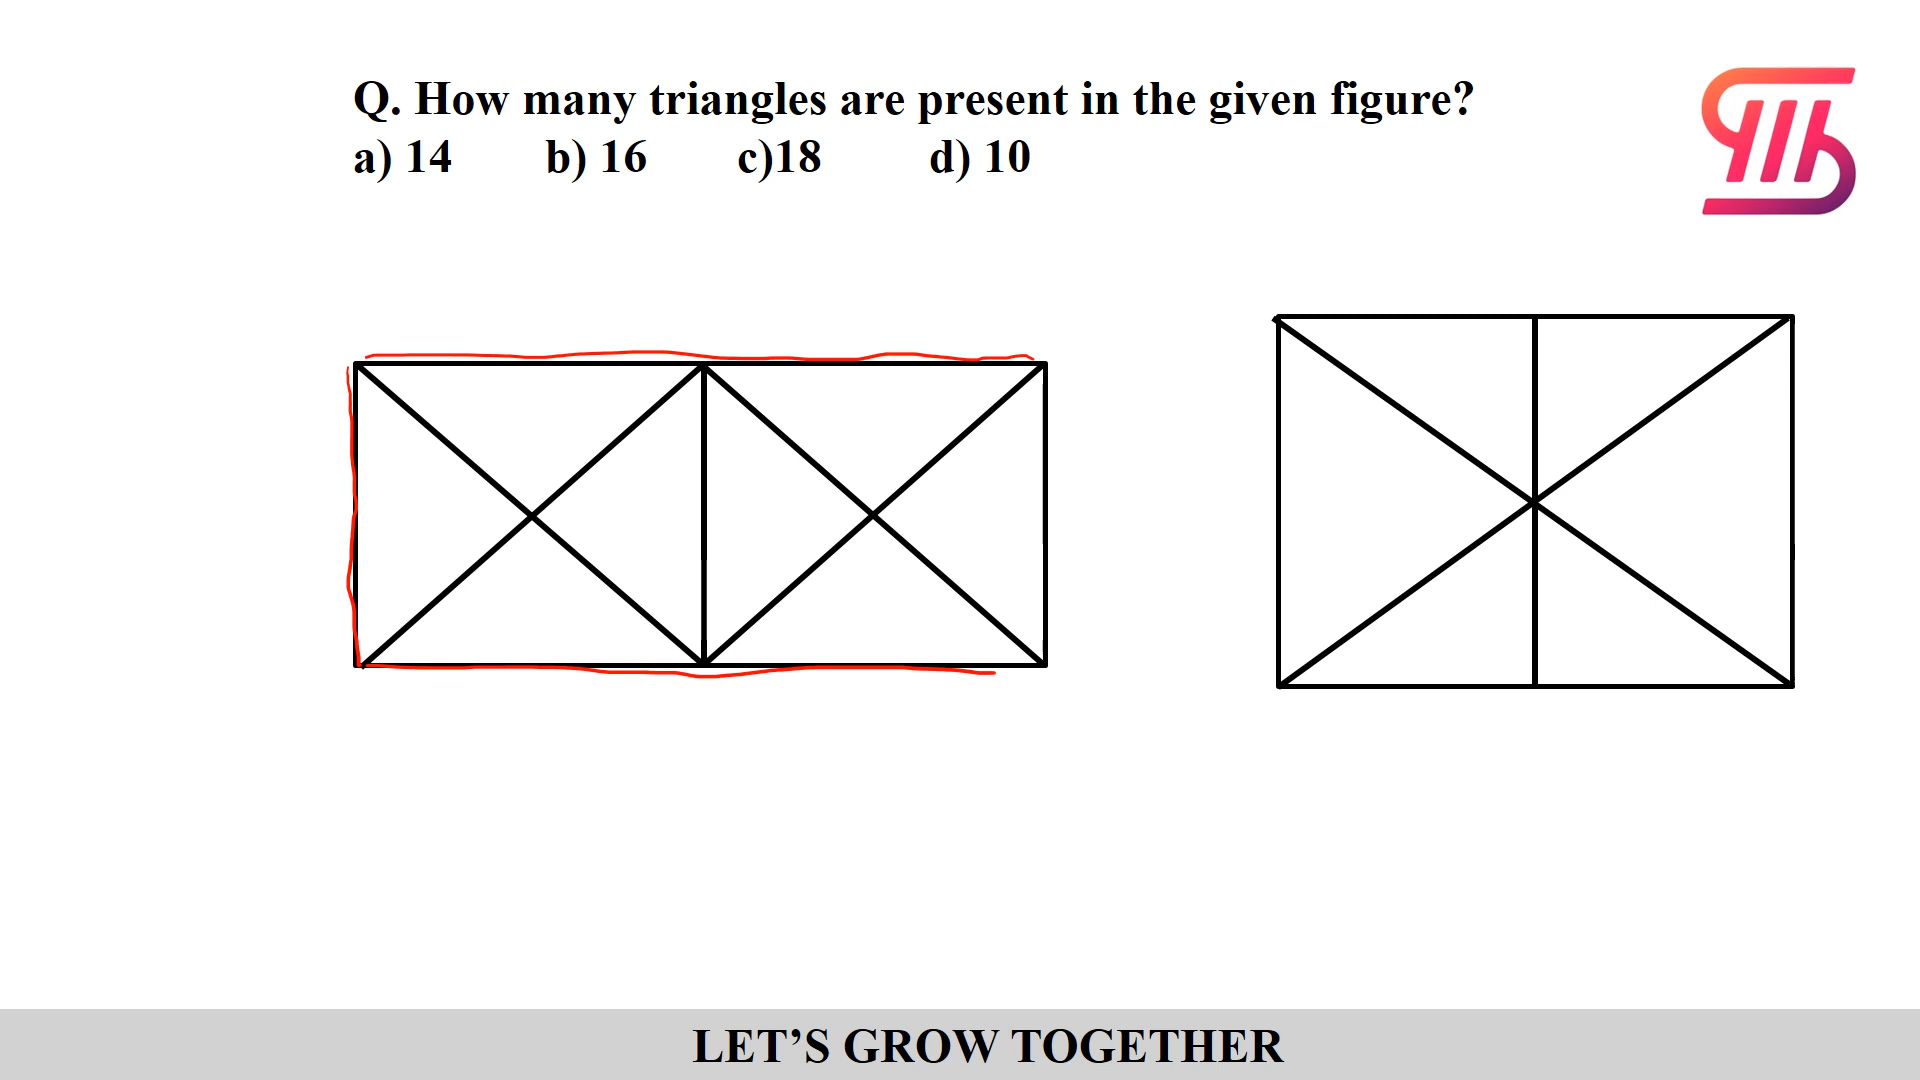 Q. How many triangles are present in the given figure?
a) 14 b) 16 c)18 d) 10
LET’S GROW TOGETHER